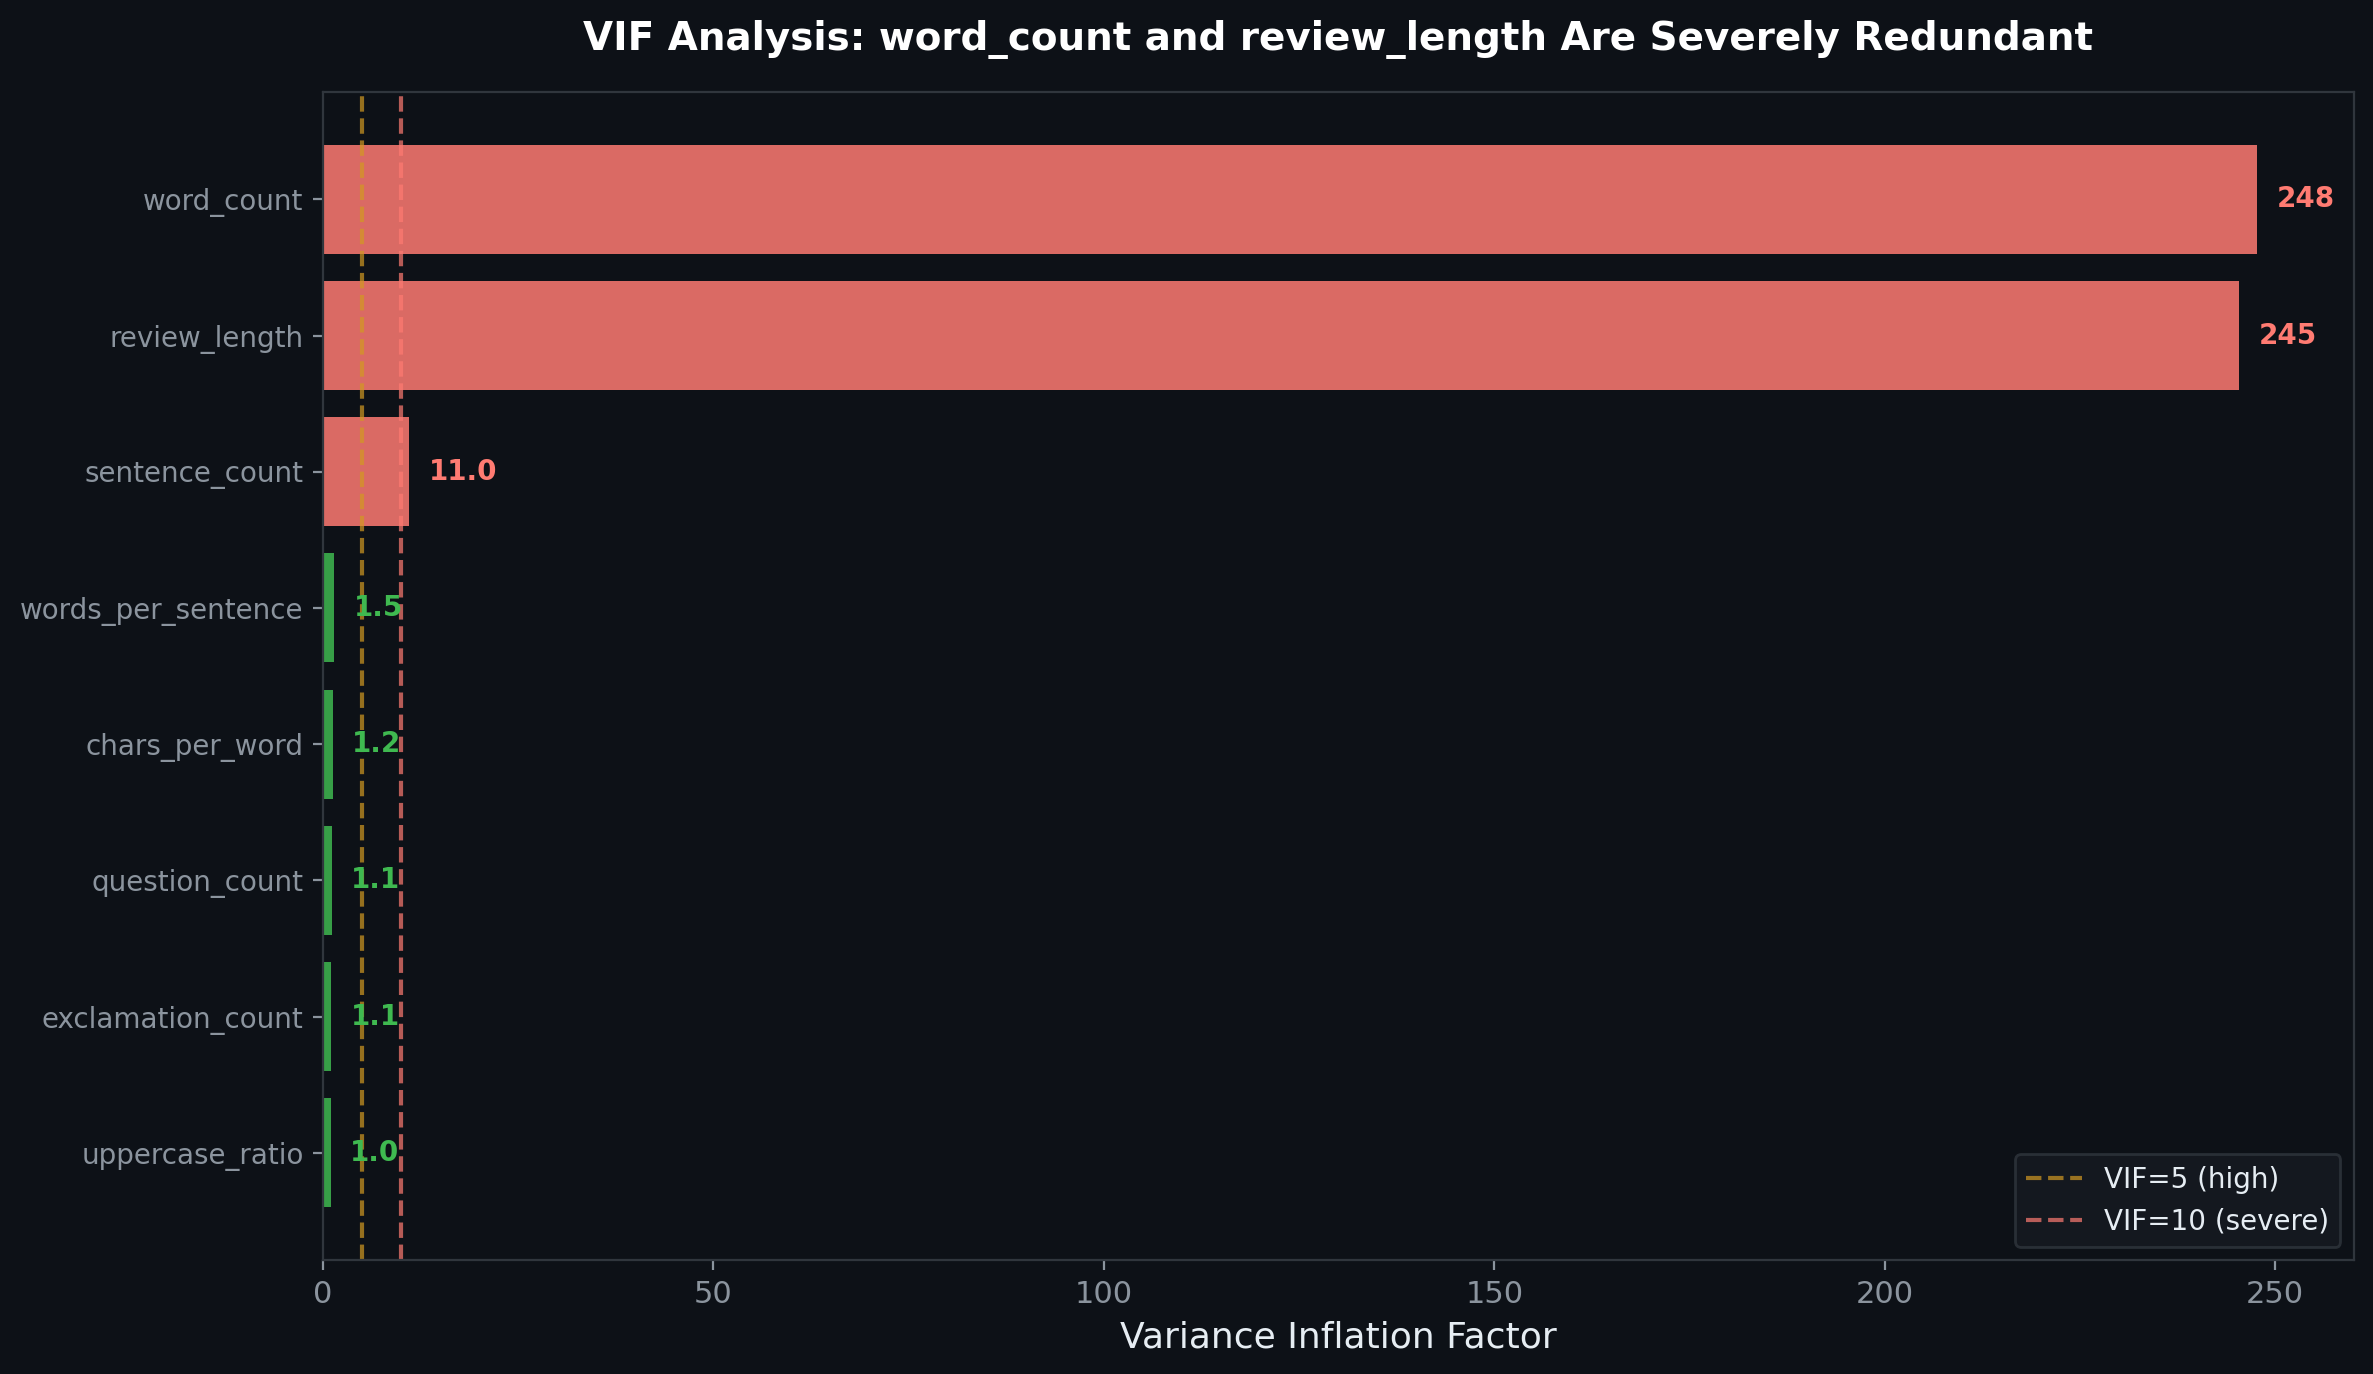 VIF Analysis: word_count and review_length Are Severely Redundant
word_count
248
review_length
245
sentence_count
11.0
words_per_sentence
1.5
chars_per_word
1.2
question_count
1.1
exclamation_count
1.1
uppercase_ratio
1.0
VIF=5 (high)
VIF=10 (severe)
0 50 100 150 200 250
Variance Inflation Factor